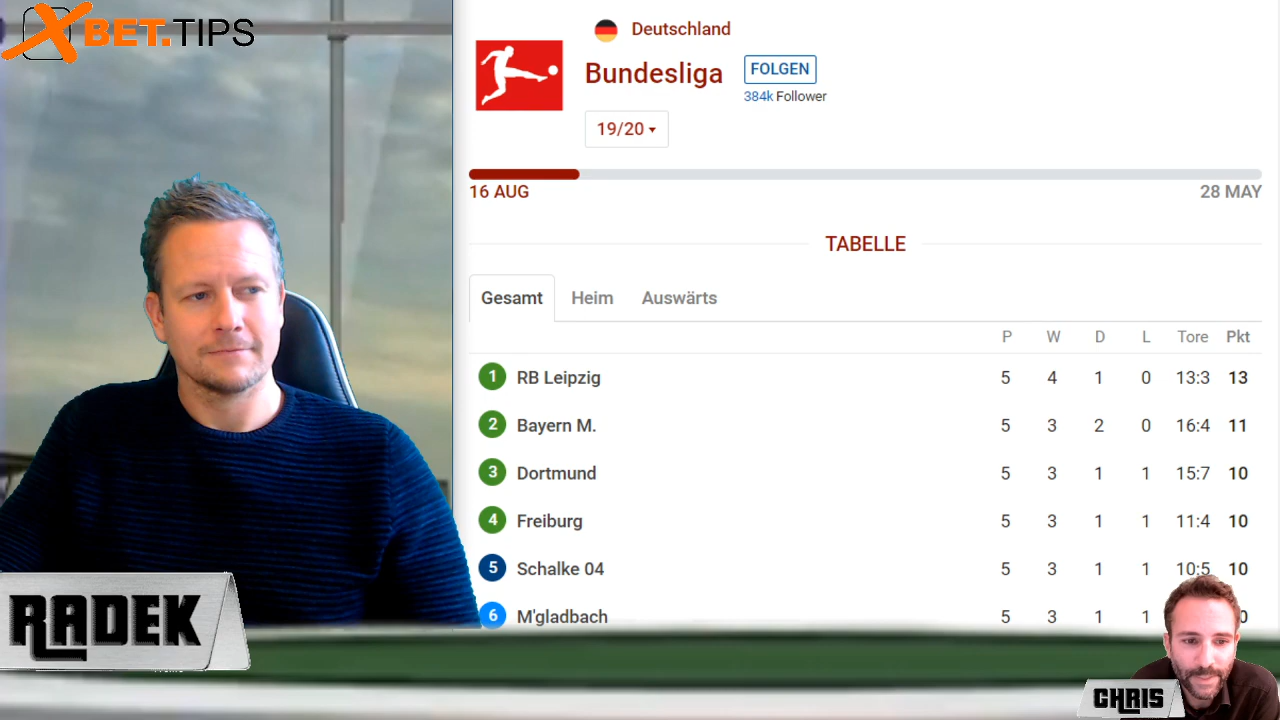 XBET.TIPS
Deutschland
Bundesliga
FOLGEN
384k Follower
19/20
16 AUG
28 MAY
TABELLE
Gesamt Heim Auswärts
P W D L Tore Pkt
1 RB Leipzig 5 4 1 0 13:3 13
2 Bayern M. 5 3 2 0 16:4 11
3 Dortmund 5 3 1 1 15:7 10
4 Freiburg 5 3 1 1 11:4 10
5 Schalke 04 5 3 1 1 10:5 10
6 M'gladbach 5 3 1 1
RADEK
CHRIS